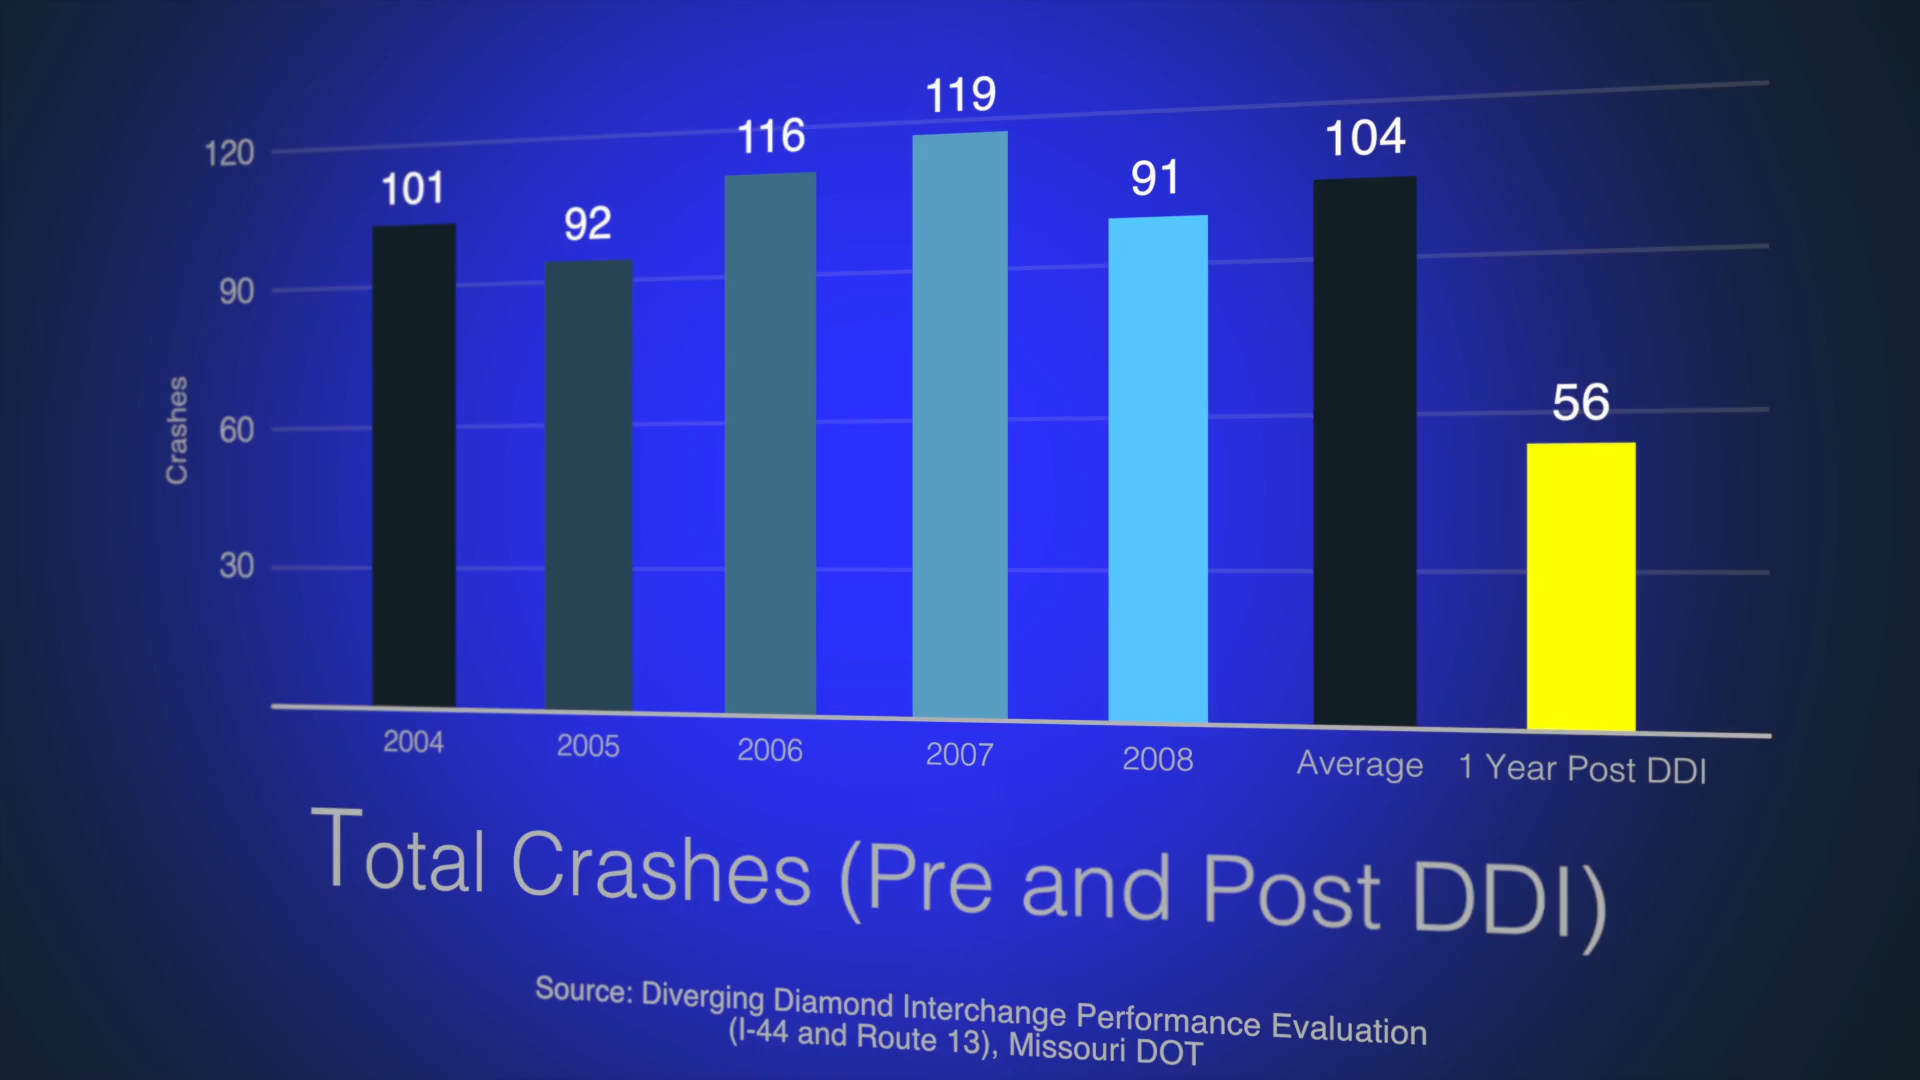 120
90
60
30
Crashes
101
92
116
119
91
104
56
2004
2005
2006
2007
2008
Average
1 Year Post DDI
Total Crashes (Pre and Post DDI)
Source: Diverging Diamond Interchange Performance Evaluation
(I-44 and Route 13), Missouri DOT